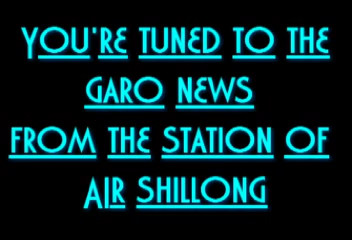 YOU'RE TUNED TO THE
GARO NEWS
FROM THE STATION OF
AIR SHILLONG